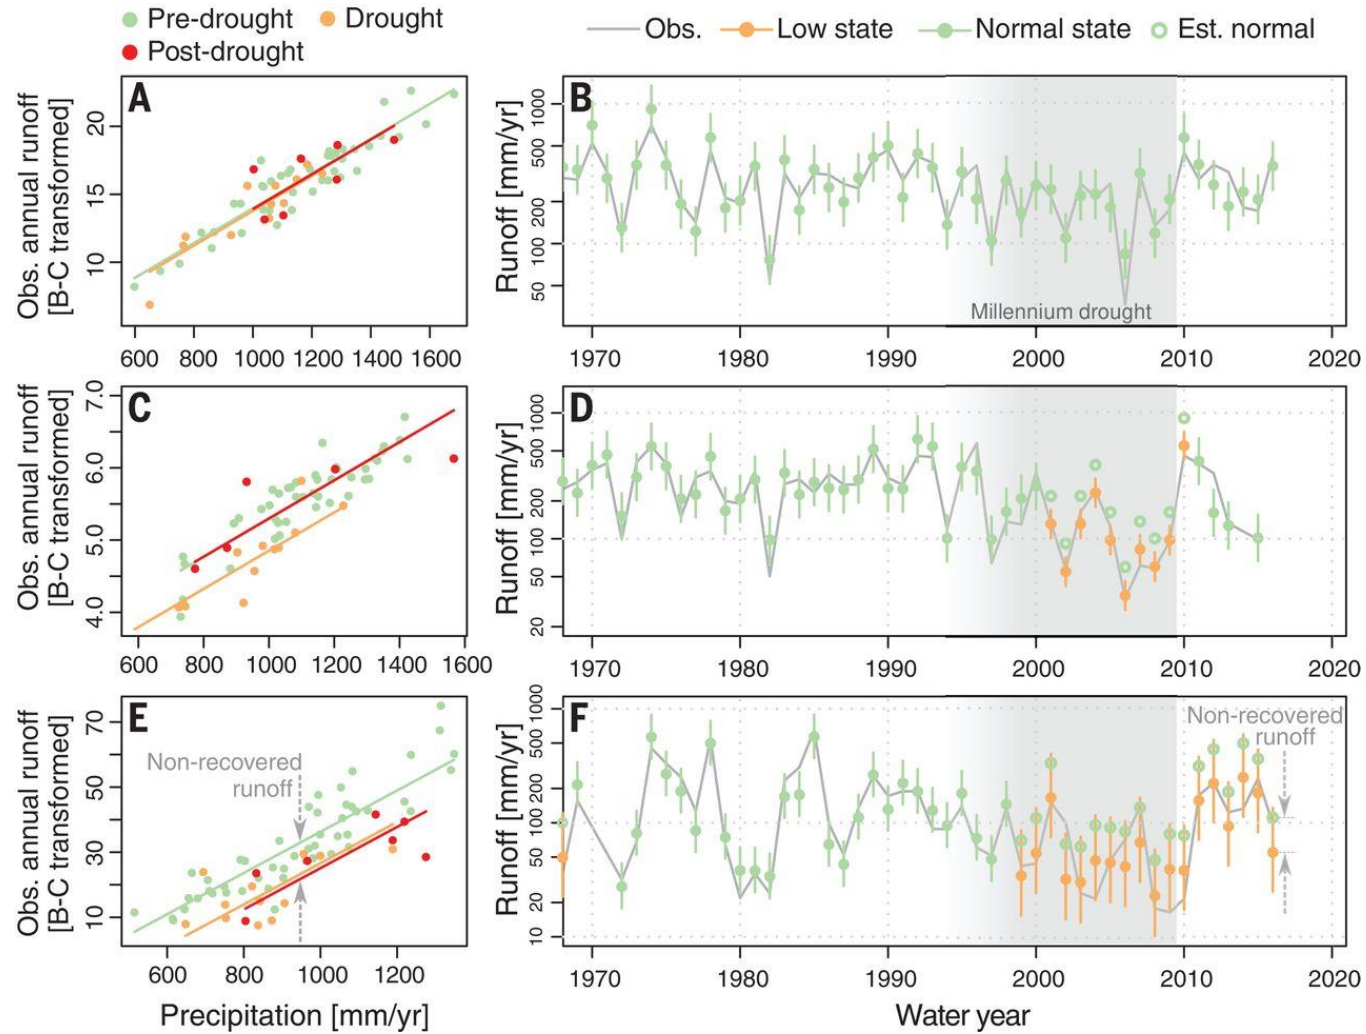 Pre-drought Drought
Post-drought
Obs. Low state Normal state Est. normal
A
Obs. annual runoff
[B-C transformed]
20
15
10
600 800 1000 1200 1400 1600
B
Runoff [mm/yr]
1000
500
200
100
50
Millennium drought
1970 1980 1990 2000 2010 2020
C
Obs. annual runoff
[B-C transformed]
7.0
6.0
5.0
4.0
600 800 1000 1200 1400 1600
D
Runoff [mm/yr]
1000
500
200
100
50
20
1970 1980 1990 2000 2010 2020
E
Obs. annual runoff
[B-C transformed]
70
50
30
10
Non-recovered
runoff
600 800 1000 1200
Precipitation [mm/yr]
F
Runoff [mm/yr]
1000
500
200
100
50
20
10
Non-recovered
runoff
1970 1980 1990 2000 2010 2020
Water year